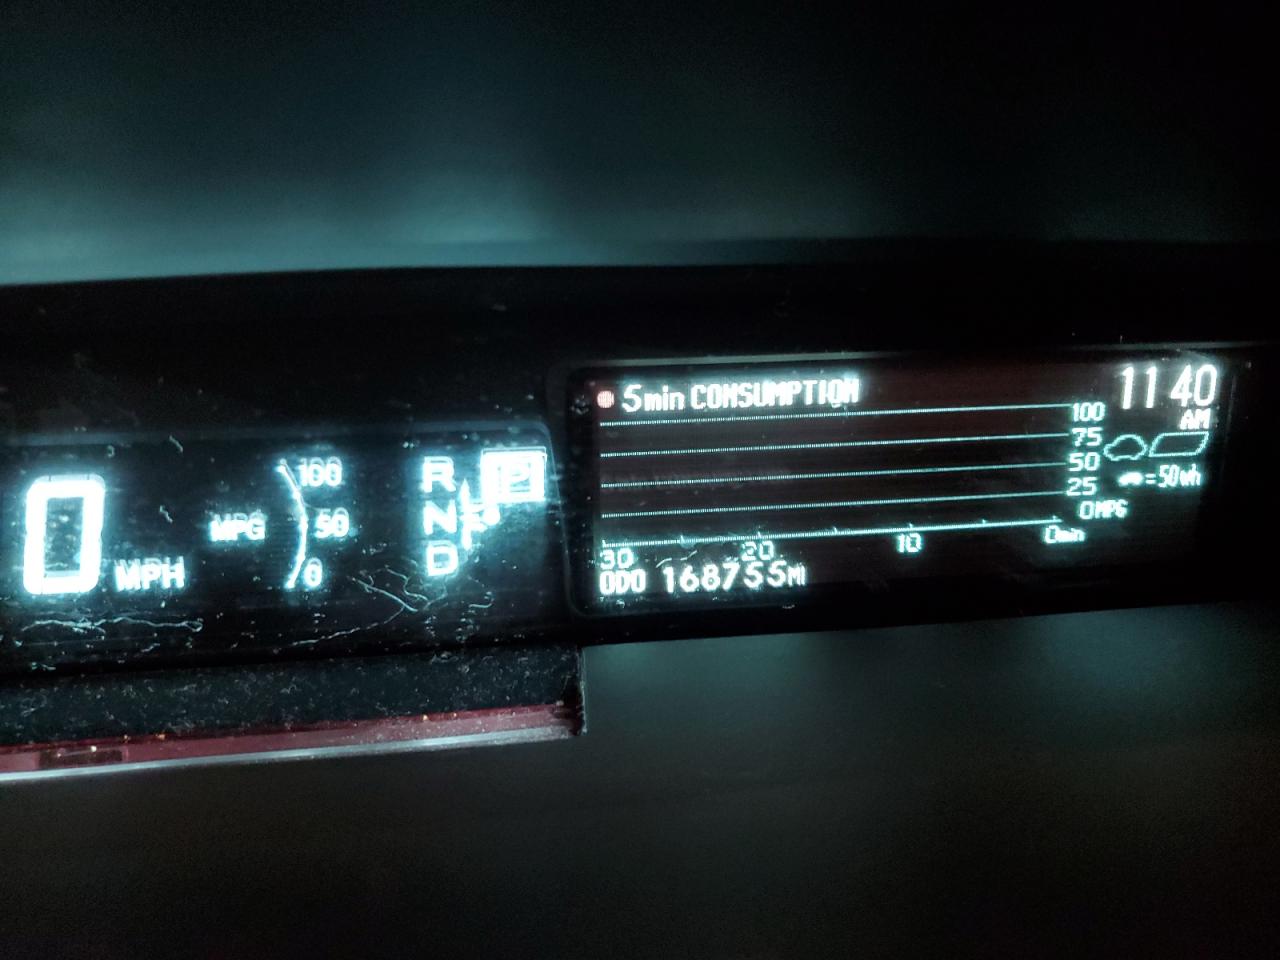 0 MPH
MPG
100
50
0
R
N
D
P
5min CONSUMPTION
11 40
AM
100
75
50
25
0MPG
=50Wh
30 20 10 0min
ODO 168755MI